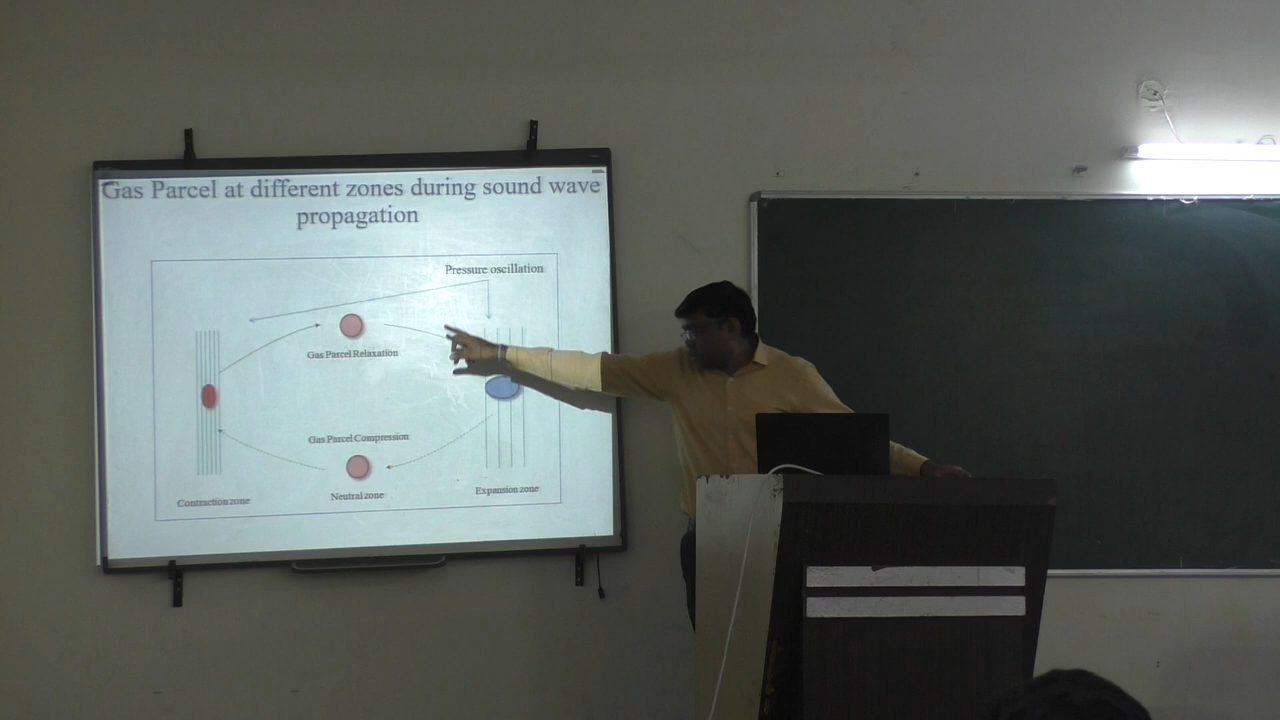 Gas Parcel at different zones during sound wave
propagation
Pressure oscillation
Gas Parcel Relaxation
Gas Parcel Compression
Contraction zone
Neutral zone
Expansion zone